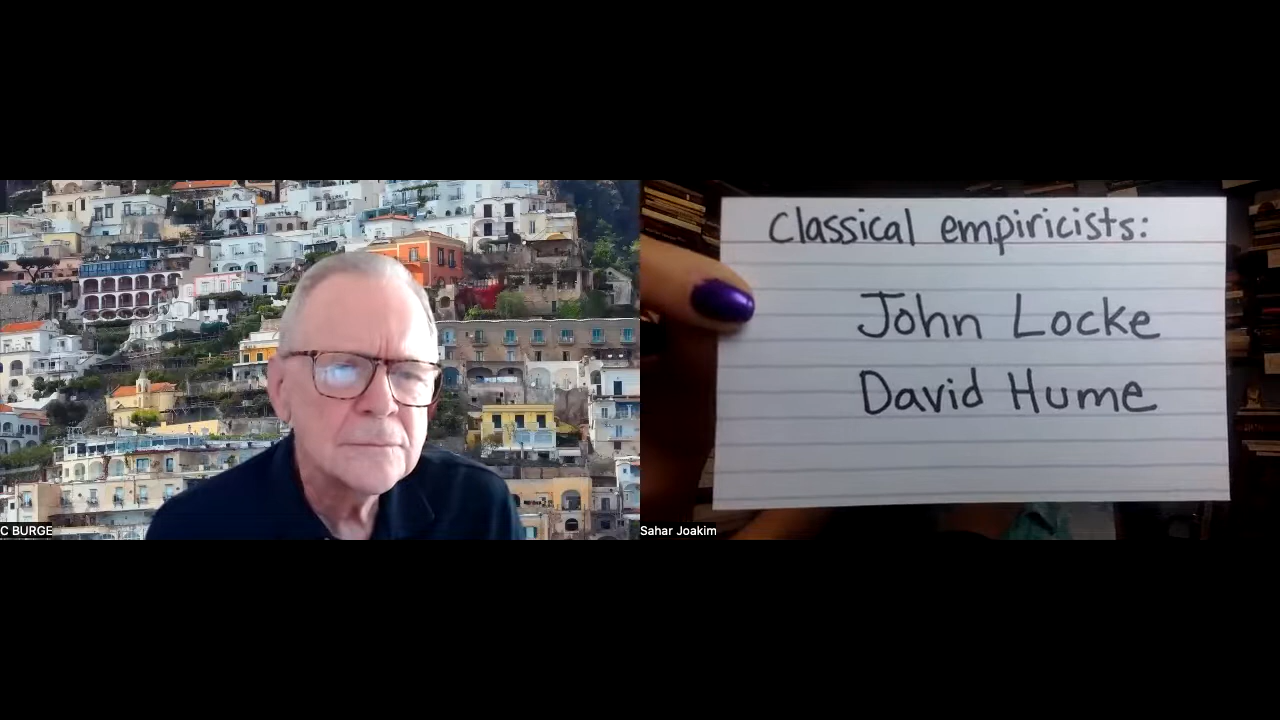 Classical empiricists:
John Locke
David Hume
C BURGE
Sahar Joakim